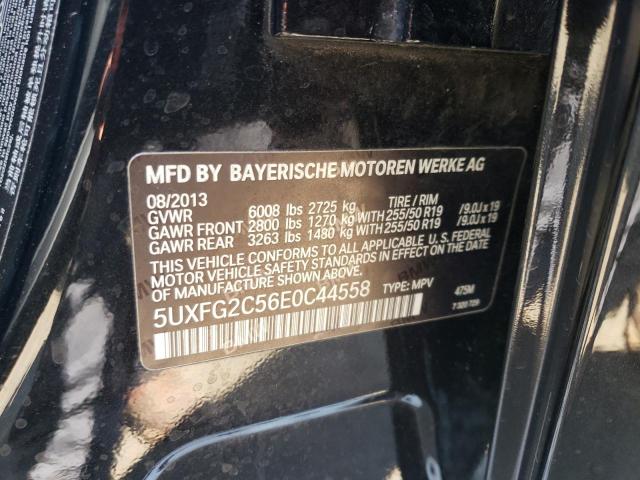 MFD BY BAYERISCHE MOTOREN WERKE AG
08/2013 TIRE / RIM
GVWR 6008 lbs 2725 kg
GAWR FRONT 2800 lbs 1270 kg WITH 255/50 R19 /9.0J x 19
GAWR REAR 3263 lbs 1480 kg WITH 255/50 R19 /9.0J x 19
THIS VEHICLE CONFORMS TO ALL APPLICABLE U. S. FEDERAL
MOTOR VEHICLE SAFETY STANDARDS IN EFFECT ON THE DATE
OF MANUFACTURE SHOWN ABOVE.
5UXFG2C56E0C44558 TYPE: MPV 475M